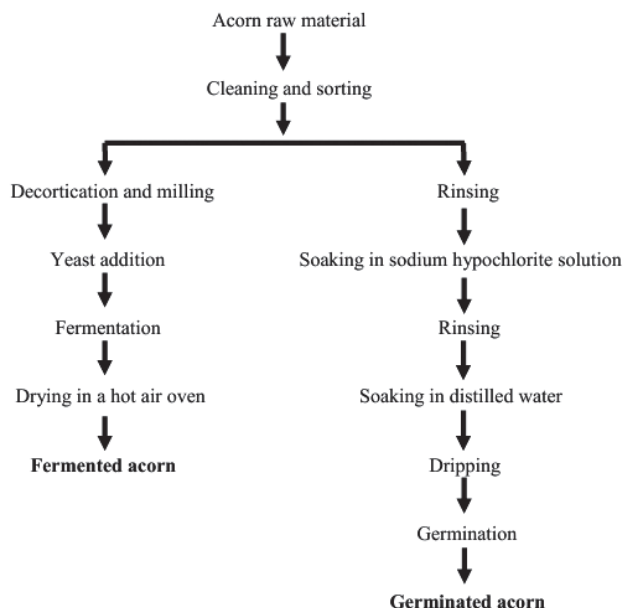 Acorn raw material
Cleaning and sorting
Decortication and milling
Yeast addition
Fermentation
Drying in a hot air oven
Fermented acorn
Rinsing
Soaking in sodium hypochlorite solution
Rinsing
Soaking in distilled water
Dripping
Germination
Germinated acorn